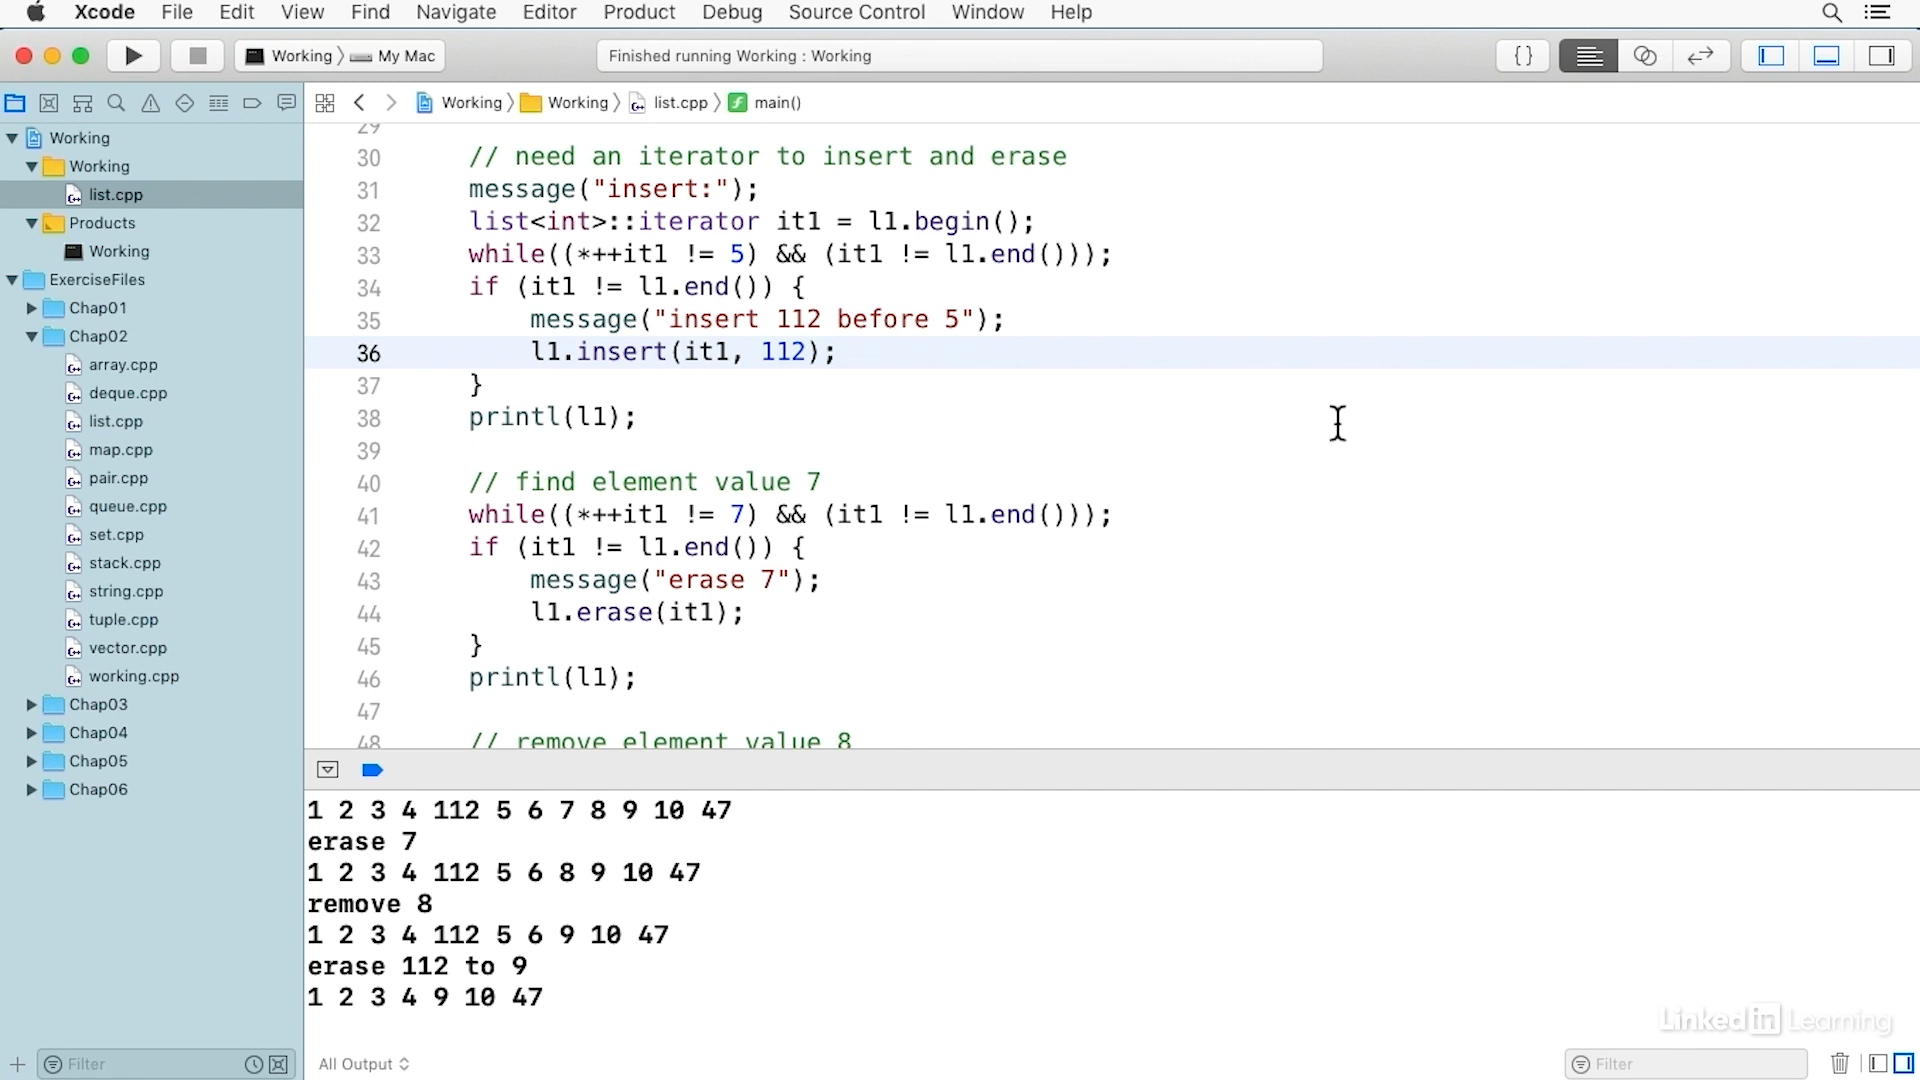 Xcode File Edit View Find Navigate Editor Product Debug Source Control Window Help
Working My Mac
Finished running Working : Working
{ }
Working Working list.cpp main()
Working
Working
list.cpp
Products
Working
ExerciseFiles
Chap01
Chap02
array.cpp
deque.cpp
list.cpp
map.cpp
pair.cpp
queue.cpp
set.cpp
stack.cpp
string.cpp
tuple.cpp
vector.cpp
working.cpp
Chap03
Chap04
Chap05
Chap06
Filter
29
30 // need an iterator to insert and erase
31 message("insert:");
32 list<int>::iterator it1 = l1.begin();
33 while((*++it1 != 5) && (it1 != l1.end()));
34 if (it1 != l1.end()) {
35 message("insert 112 before 5");
36 l1.insert(it1, 112);
37 }
38 printl(l1);
39
40 // find element value 7
41 while((*++it1 != 7) && (it1 != l1.end()));
42 if (it1 != l1.end()) {
43 message("erase 7");
44 l1.erase(it1);
45 }
46 printl(l1);
47
48 // remove element value 8
1 2 3 4 112 5 6 7 8 9 10 47
erase 7
1 2 3 4 112 5 6 8 9 10 47
remove 8
1 2 3 4 112 5 6 9 10 47
erase 112 to 9
1 2 3 4 9 10 47
All Output
Filter
LinkedIn Learning